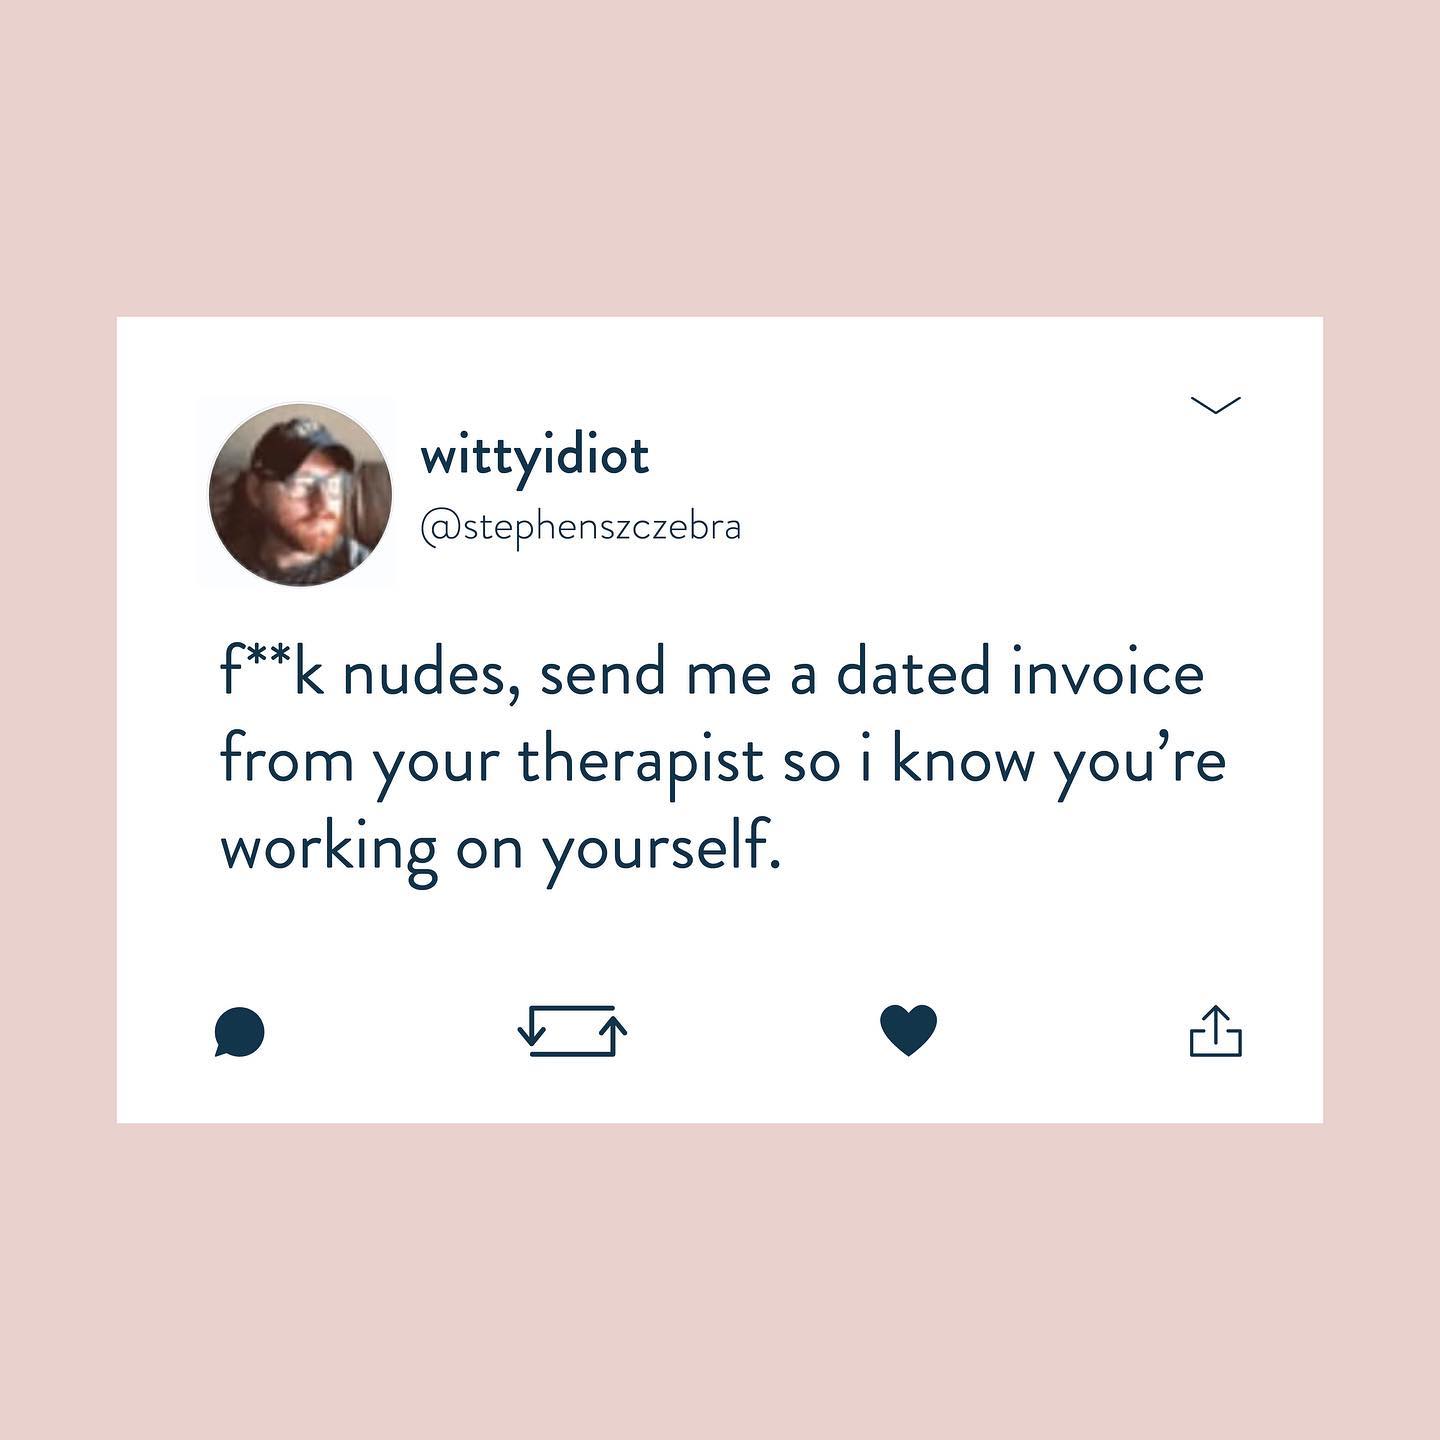 wittyidiot
@stephenszczebra
f**k nudes, send me a dated invoice
from your therapist so i know you’re
working on yourself.